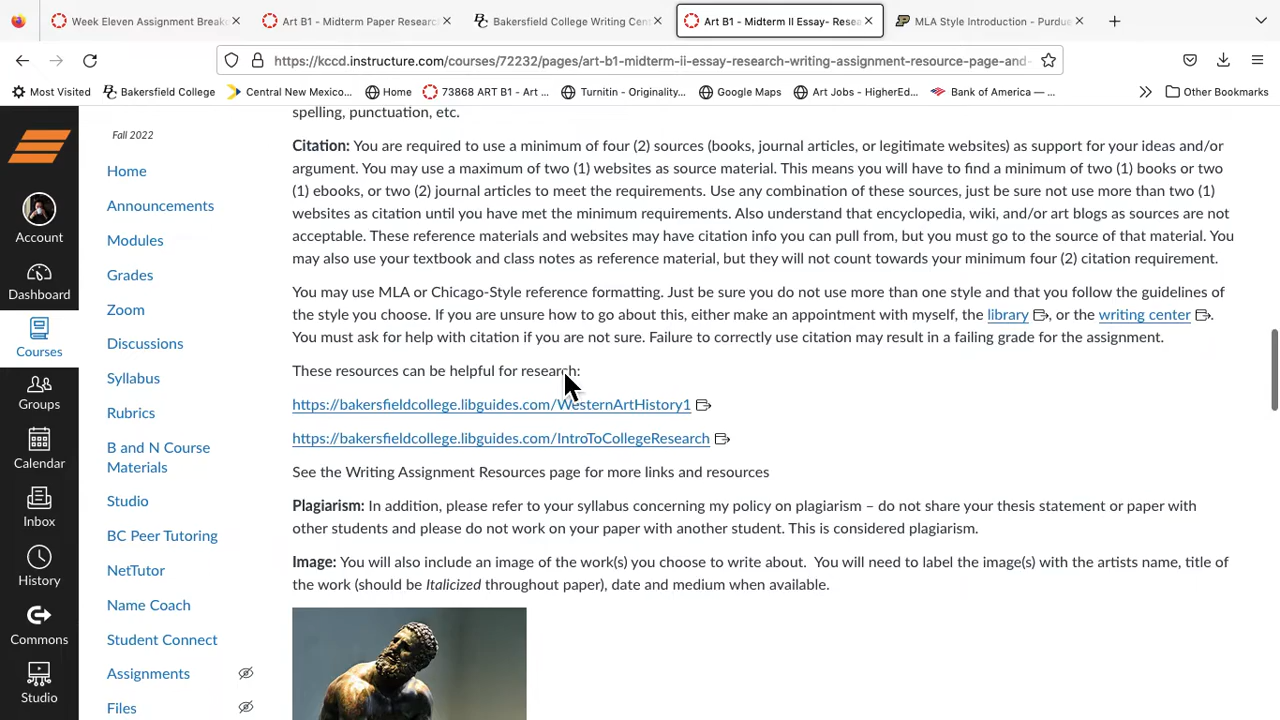 Week Eleven Assignment Breako
Art B1 - Midterm Paper Researc
Bakersfield College Writing Cen
Art B1 - Midterm II Essay- Resea
MLA Style Introduction - Purdue
https://kccd.instructure.com/courses/72232/pages/art-b1-midterm-ii-essay-research-writing-assignment-resource-page-and-
Most Visited
Bakersfield College
Central New Mexico...
Home
73868 ART B1 - Art ...
Turnitin - Originality...
Google Maps
Art Jobs - HigherEd...
Bank of America — ...
Other Bookmarks
Account
Dashboard
Courses
Groups
Calendar
Inbox
History
Commons
Studio
Fall 2022
Home
Announcements
Modules
Grades
Zoom
Discussions
Syllabus
Rubrics
B and N Course
Materials
Studio
BC Peer Tutoring
NetTutor
Name Coach
Student Connect
Assignments
Files
spelling, punctuation, etc.
Citation: You are required to use a minimum of four (2) sources (books, journal articles, or legitimate websites) as support for your ideas and/or
argument. You may use a maximum of two (1) websites as source material. This means you will have to find a minimum of two (1) books or two
(1) ebooks, or two (2) journal articles to meet the requirements. Use any combination of these sources, just be sure not use more than two (1)
websites as citation until you have met the minimum requirements. Also understand that encyclopedia, wiki, and/or art blogs as sources are not
acceptable. These reference materials and websites may have citation info you can pull from, but you must go to the source of that material. You
may also use your textbook and class notes as reference material, but they will not count towards your minimum four (2) citation requirement.
You may use MLA or Chicago-Style reference formatting. Just be sure you do not use more than one style and that you follow the guidelines of
the style you choose. If you are unsure how to go about this, either make an appointment with myself, the library, or the writing center.
You must ask for help with citation if you are not sure. Failure to correctly use citation may result in a failing grade for the assignment.
These resources can be helpful for research:
https://bakersfieldcollege.libguides.com/WesternArtHistory1
https://bakersfieldcollege.libguides.com/IntroToCollegeResearch
See the Writing Assignment Resources page for more links and resources
Plagiarism: In addition, please refer to your syllabus concerning my policy on plagiarism – do not share your thesis statement or paper with
other students and please do not work on your paper with another student. This is considered plagiarism.
Image: You will also include an image of the work(s) you choose to write about. You will need to label the image(s) with the artists name, title of
the work (should be Italicized throughout paper), date and medium when available.